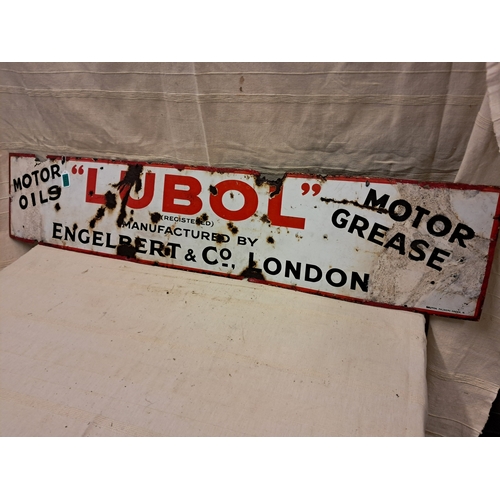 MOTOR
OILS
"LUBOL"
(REGISTERED)
MANUFACTURED BY
ENGELBERT & Co. LONDON
MOTOR
GREASE